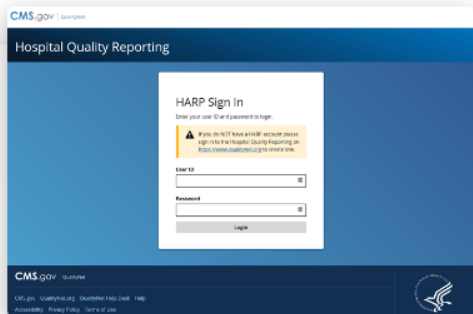 CMS.gov | QualityNet
Hospital Quality Reporting
HARP Sign In
Enter your user ID and password to login.
If you do NOT have a HARP account please
sign in to the Hospital Quality Reporting on
https://www.qualitynet.org to create one.
User ID
Password
Login
CMS.gov QualityNet
CMS.gov QualityNet.org QualityNet Help Desk Help
Accessibility Privacy Policy Terms of Use